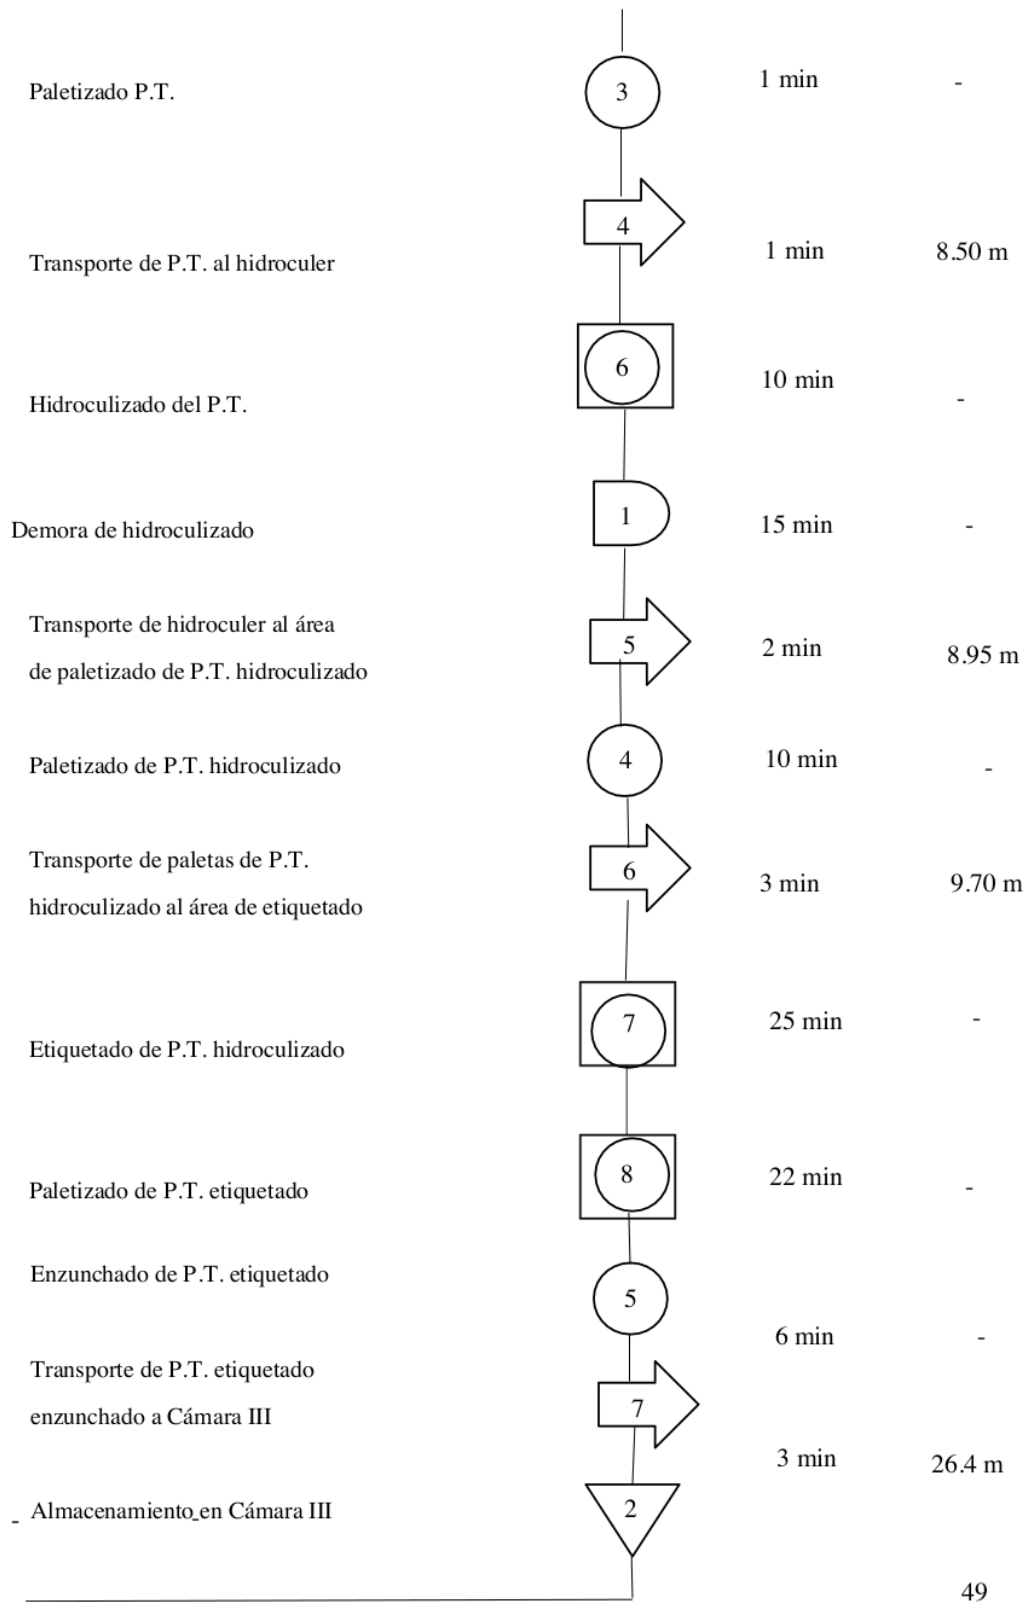 Paletizado P.T. 3 1 min -
4
Transporte de P.T. al hidroculer 1 min 8.50 m
6 10 min
Hidroculizado del P.T. -
Demora de hidroculizado 1 15 min -
Transporte de hidroculer al área
5 2 min 8.95 m
de paletizado de P.T. hidroculizado
Paletizado de P.T. hidroculizado 4 10 min -
Transporte de paletas de P.T.
6 3 min 9.70 m
hidroculizado al área de etiquetado
7 25 min -
Etiquetado de P.T. hidroculizado
Paletizado de P.T. etiquetado 8 22 min -
Enzunchado de P.T. etiquetado
5
6 min -
Transporte de P.T. etiquetado
enzunchado a Cámara III 7
3 min 26.4 m
- Almacenamiento en Cámara III 2
49